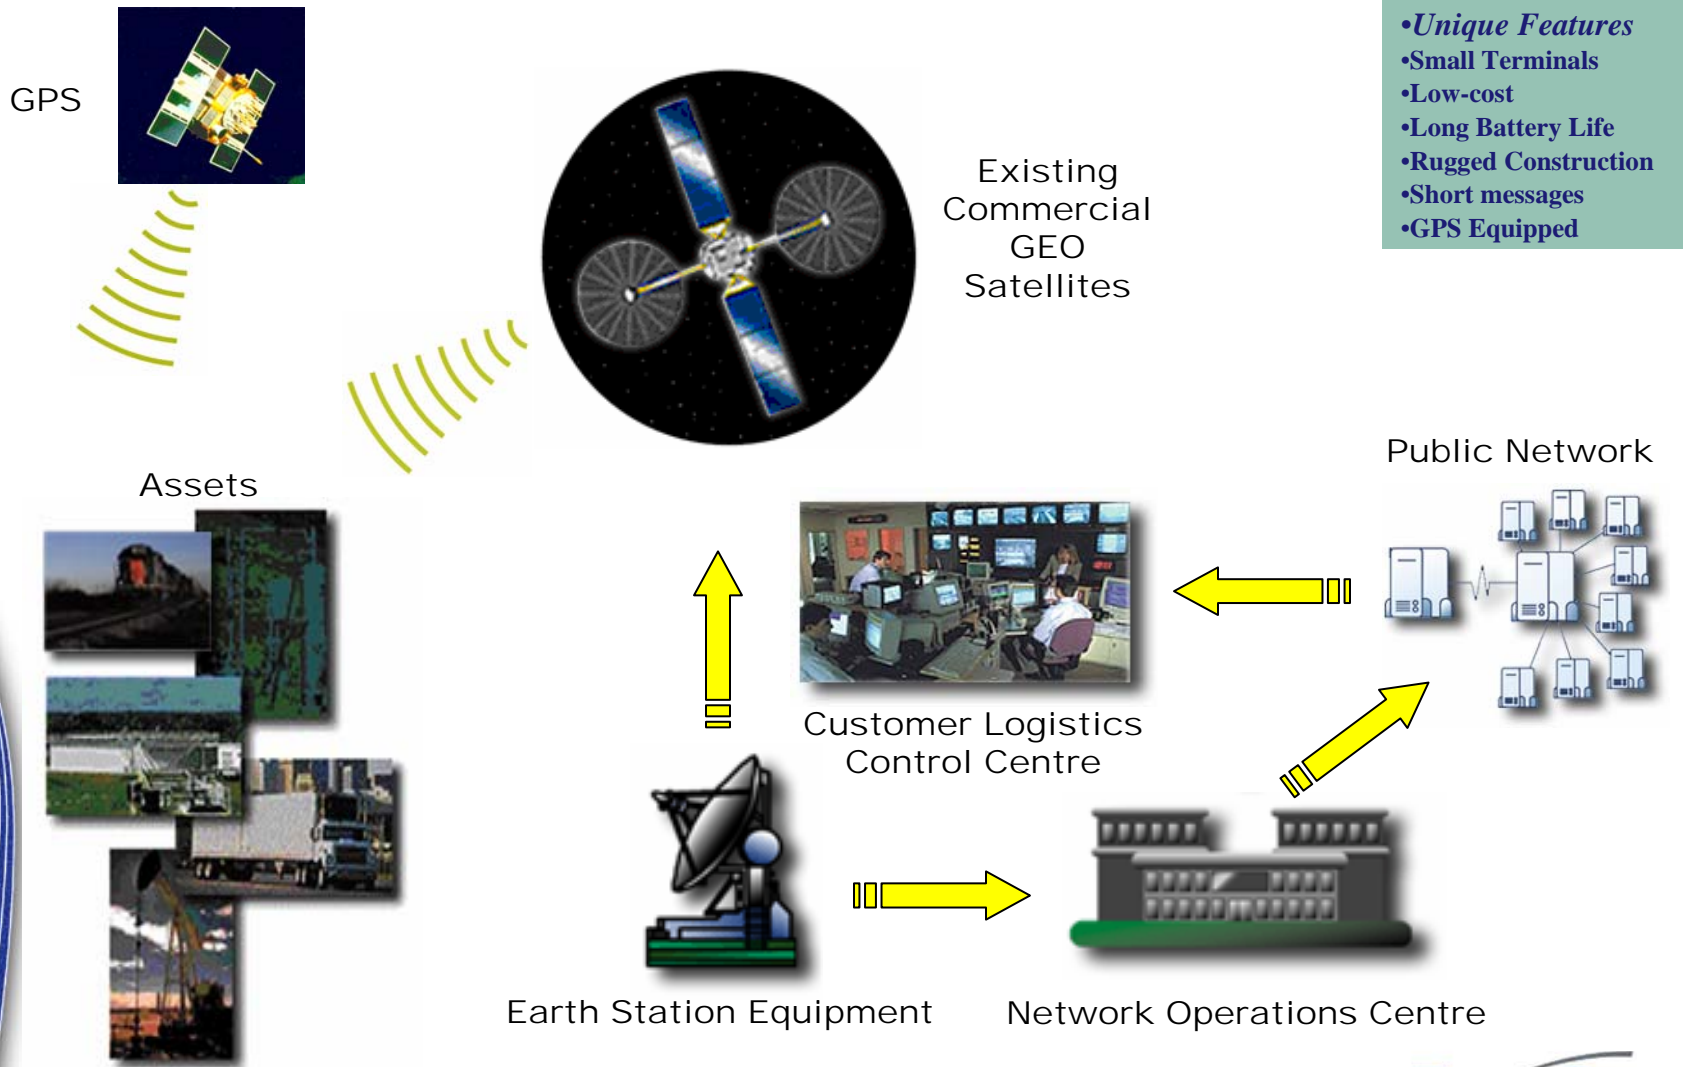 GPS
Existing
Commercial
GEO
Satellites
•Unique Features
•Small Terminals
•Low-cost
•Long Battery Life
•Rugged Construction
•Short messages
•GPS Equipped
Assets
Public Network
Customer Logistics
Control Centre
Earth Station Equipment
Network Operations Centre